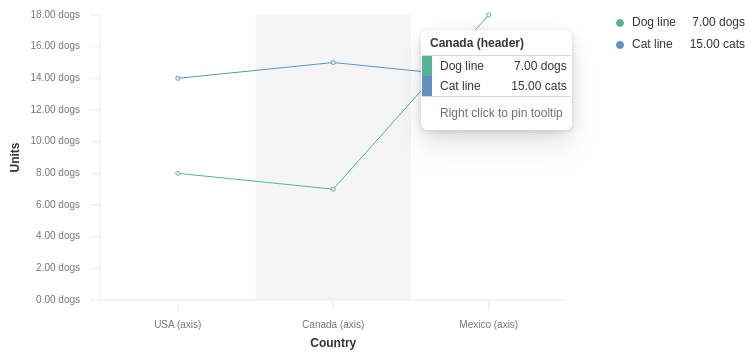 18.00 dogs
16.00 dogs
14.00 dogs
12.00 dogs
10.00 dogs
8.00 dogs
6.00 dogs
4.00 dogs
2.00 dogs
0.00 dogs
Units
USA (axis)
Canada (axis)
Mexico (axis)
Country
Canada (header)
Dog line 7.00 dogs
Cat line 15.00 cats
Right click to pin tooltip
Dog line 7.00 dogs
Cat line 15.00 cats